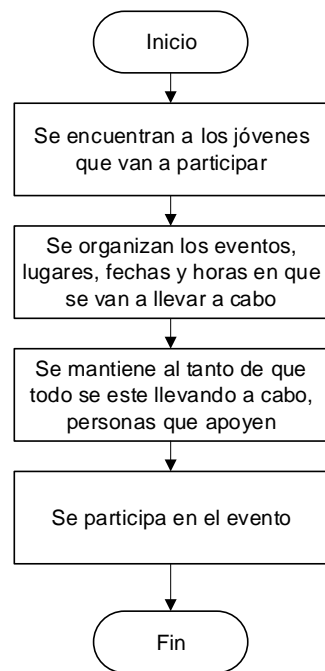 Inicio
Se encuentran a los jóvenes
que van a participar
Se organizan los eventos,
lugares, fechas y horas en que
se van a llevar a cabo
Se mantiene al tanto de que
todo se este llevando a cabo,
personas que apoyen
Se participa en el evento
Fin